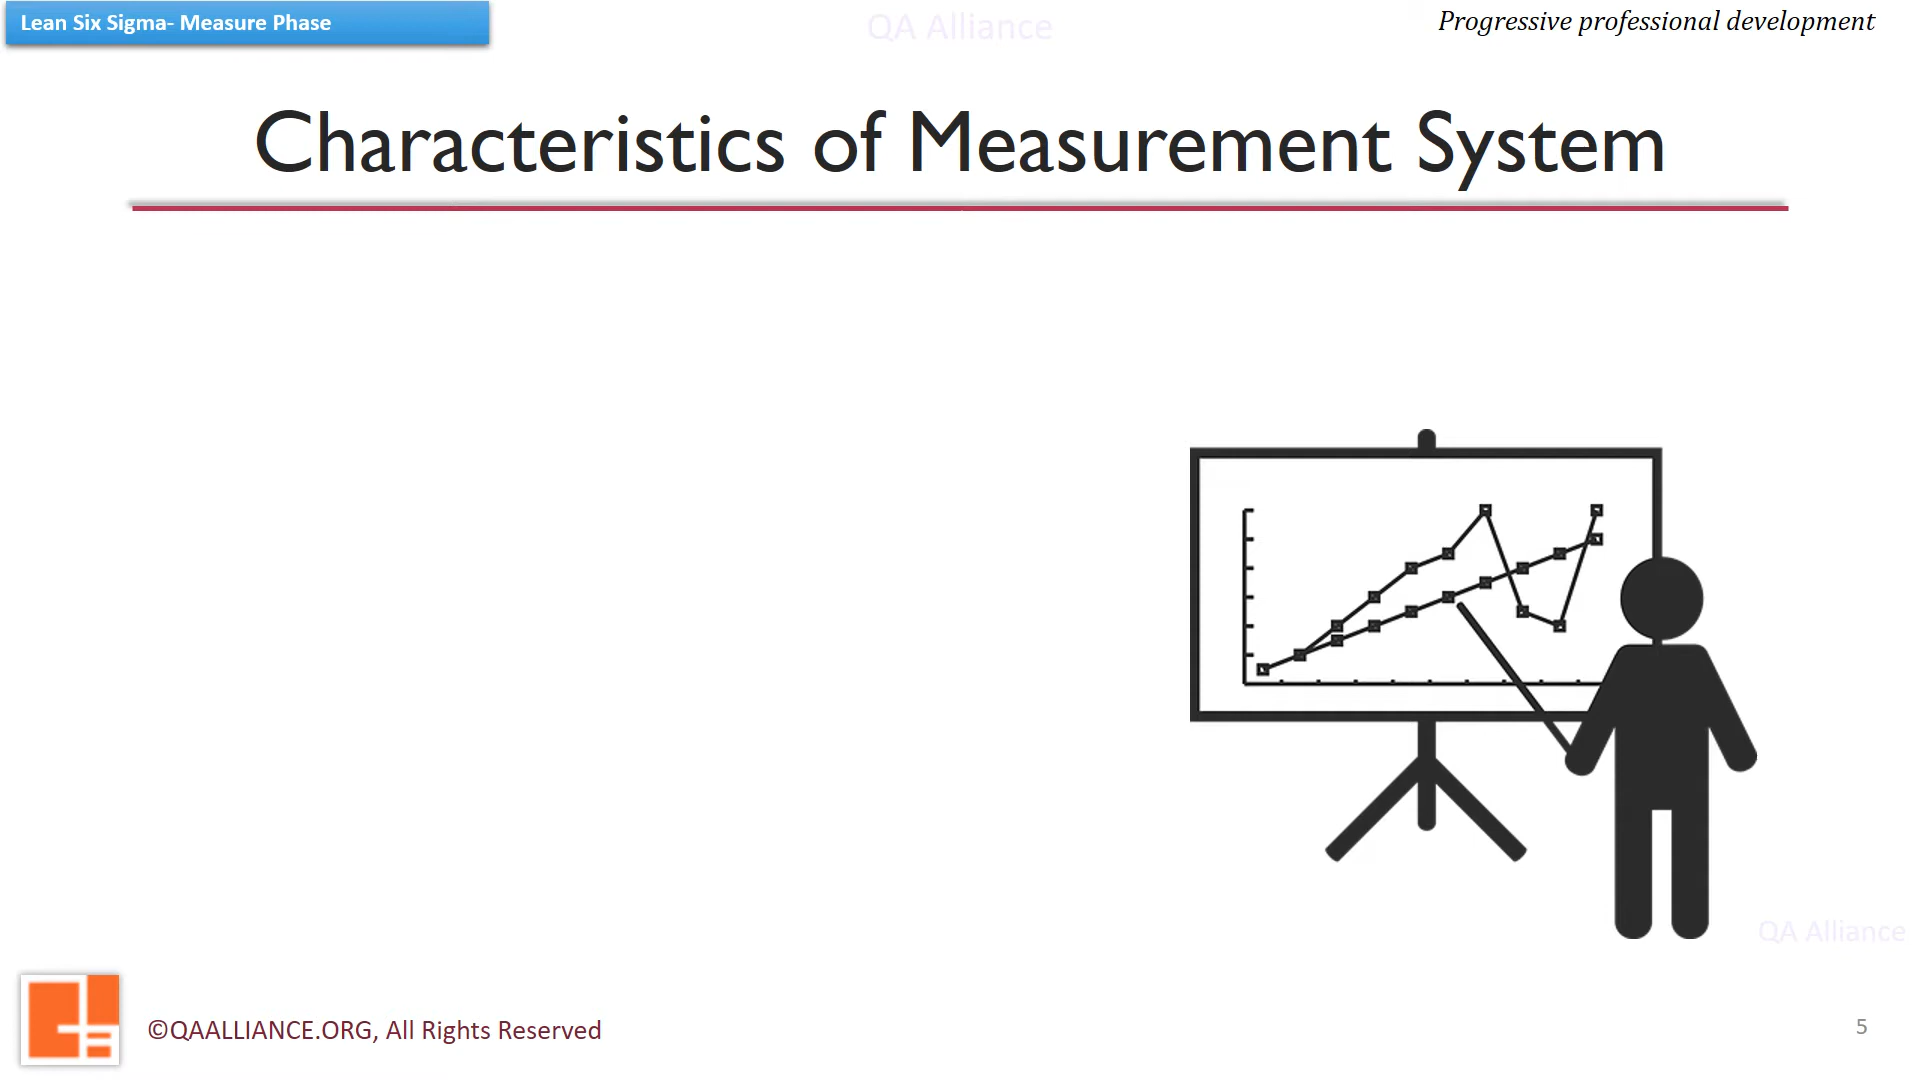 Lean Six Sigma- Measure Phase
QA Alliance
Progressive professional development
Characteristics of Measurement System
QA Alliance
©QAALLIANCE.ORG, All Rights Reserved
5